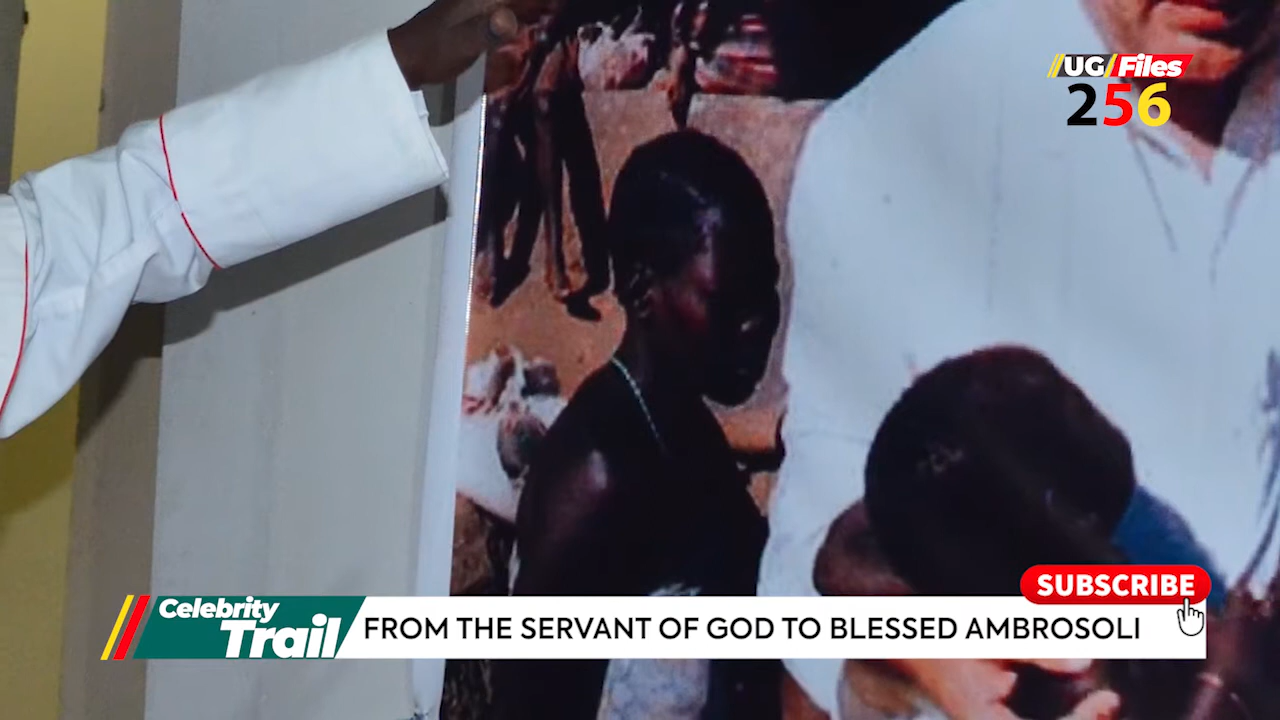 UG Files
256
SUBSCRIBE
Celebrity
Trail
FROM THE SERVANT OF GOD TO BLESSED AMBROSOLI